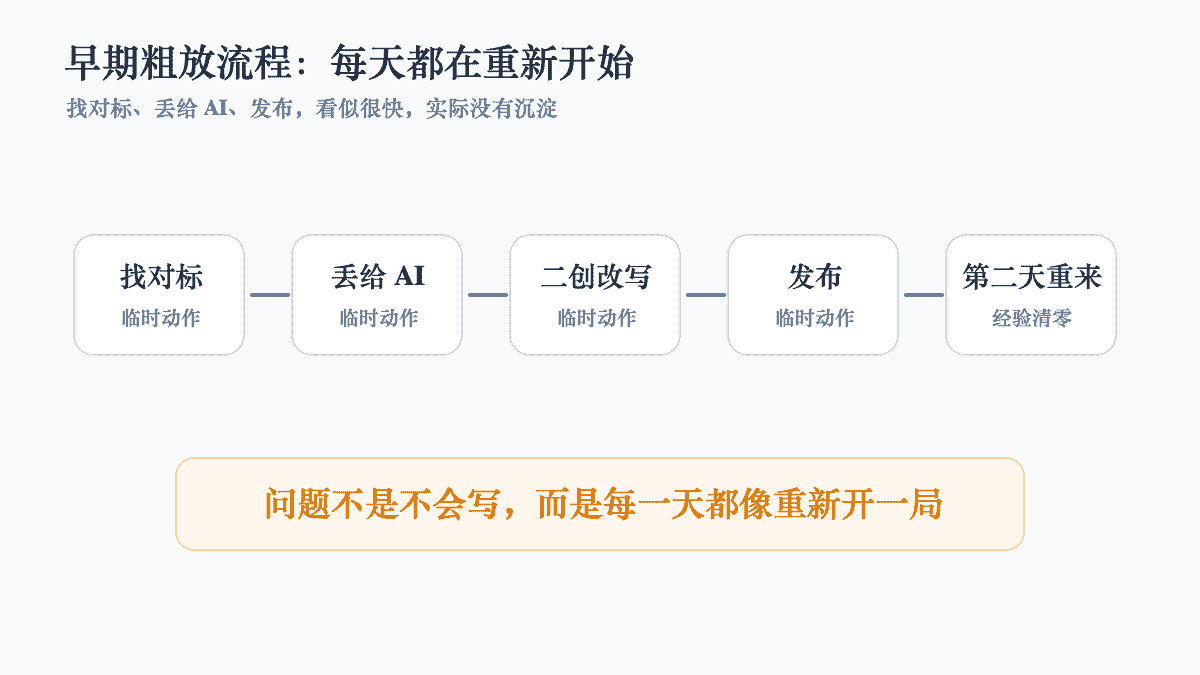 早期粗放流程：每天都在重新开始
找对标、丢给 AI、发布，看似很快，实际没有沉淀
找对标
临时动作
丢给 AI
临时动作
二创改写
临时动作
发布
临时动作
第二天重来
经验清零
问题不是不会写，而是每一天都像重新开一局